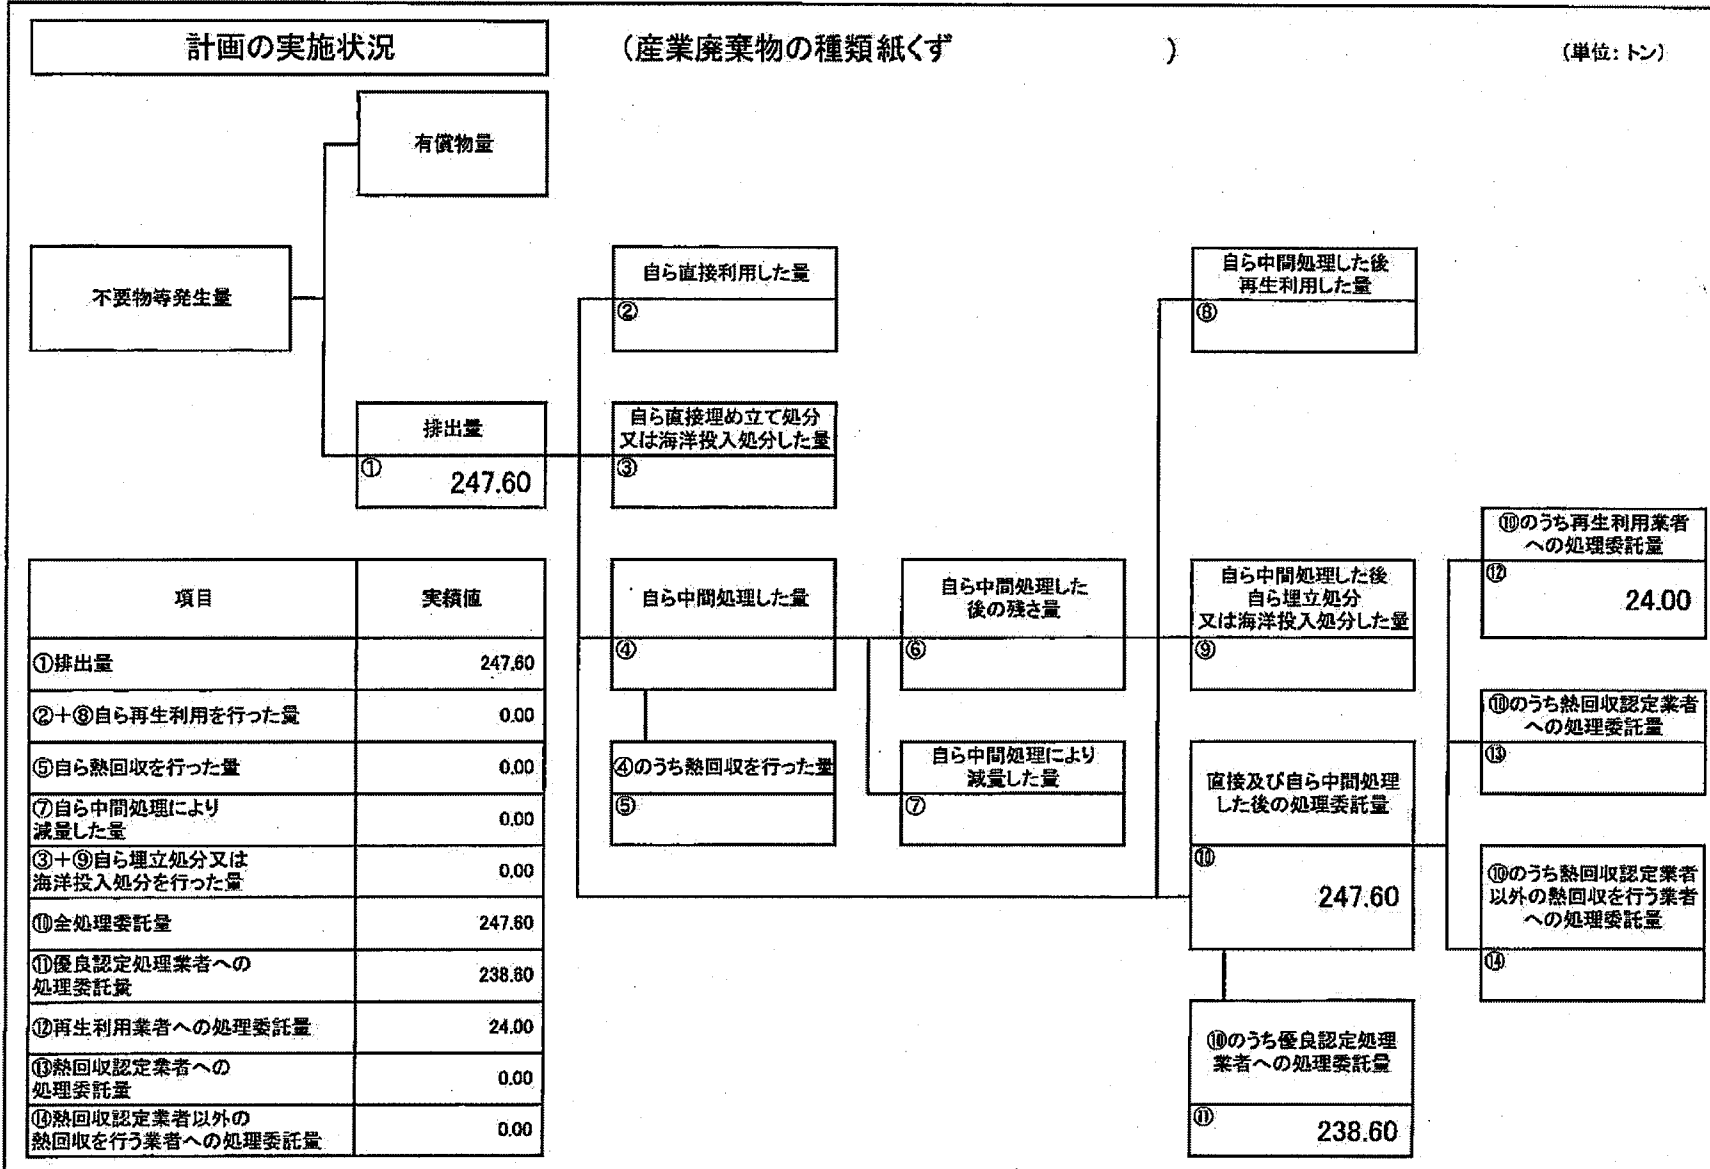 計画の実施状況
（産業廃棄物の種類紙くず　　　　　　　）
（単位：トン）
有償物量
不要物等発生量
自ら直接利用した量
②
自ら中間処理した後
再生利用した量
⑧
排出量
① 247.60
自ら直接埋め立て処分
又は海洋投入処分した量
③
自ら中間処理した量
④
自ら中間処理した
後の残さ量
⑥
自ら中間処理した後
自ら埋立処分
又は海洋投入処分した量
⑨
⑩のうち再生利用業者
への処理委託量
⑫ 24.00
④のうち熱回収を行った量
⑤
自ら中間処理により
減量した量
⑦
直接及び自ら中間処理
した後の処理委託量
⑩ 247.60
⑩のうち熱回収認定業者
への処理委託量
⑬
⑩のうち熱回収認定業者
以外の熱回収を行う業者
への処理委託量
⑭
⑩のうち優良認定処理
業者への処理委託量
⑪ 238.60
項目 実績値
①排出量 247.60
②＋⑧自ら再生利用を行った量 0.00
⑤自ら熱回収を行った量 0.00
⑦自ら中間処理により
減量した量 0.00
③＋⑨自ら埋立処分又は
海洋投入処分を行った量 0.00
⑩全処理委託量 247.60
⑪優良認定処理業者への
処理委託量 238.60
⑫再生利用業者への処理委託量 24.00
⑬熱回収認定業者への
処理委託量 0.00
⑭熱回収認定業者以外の
熱回収を行う業者への処理委託量 0.00